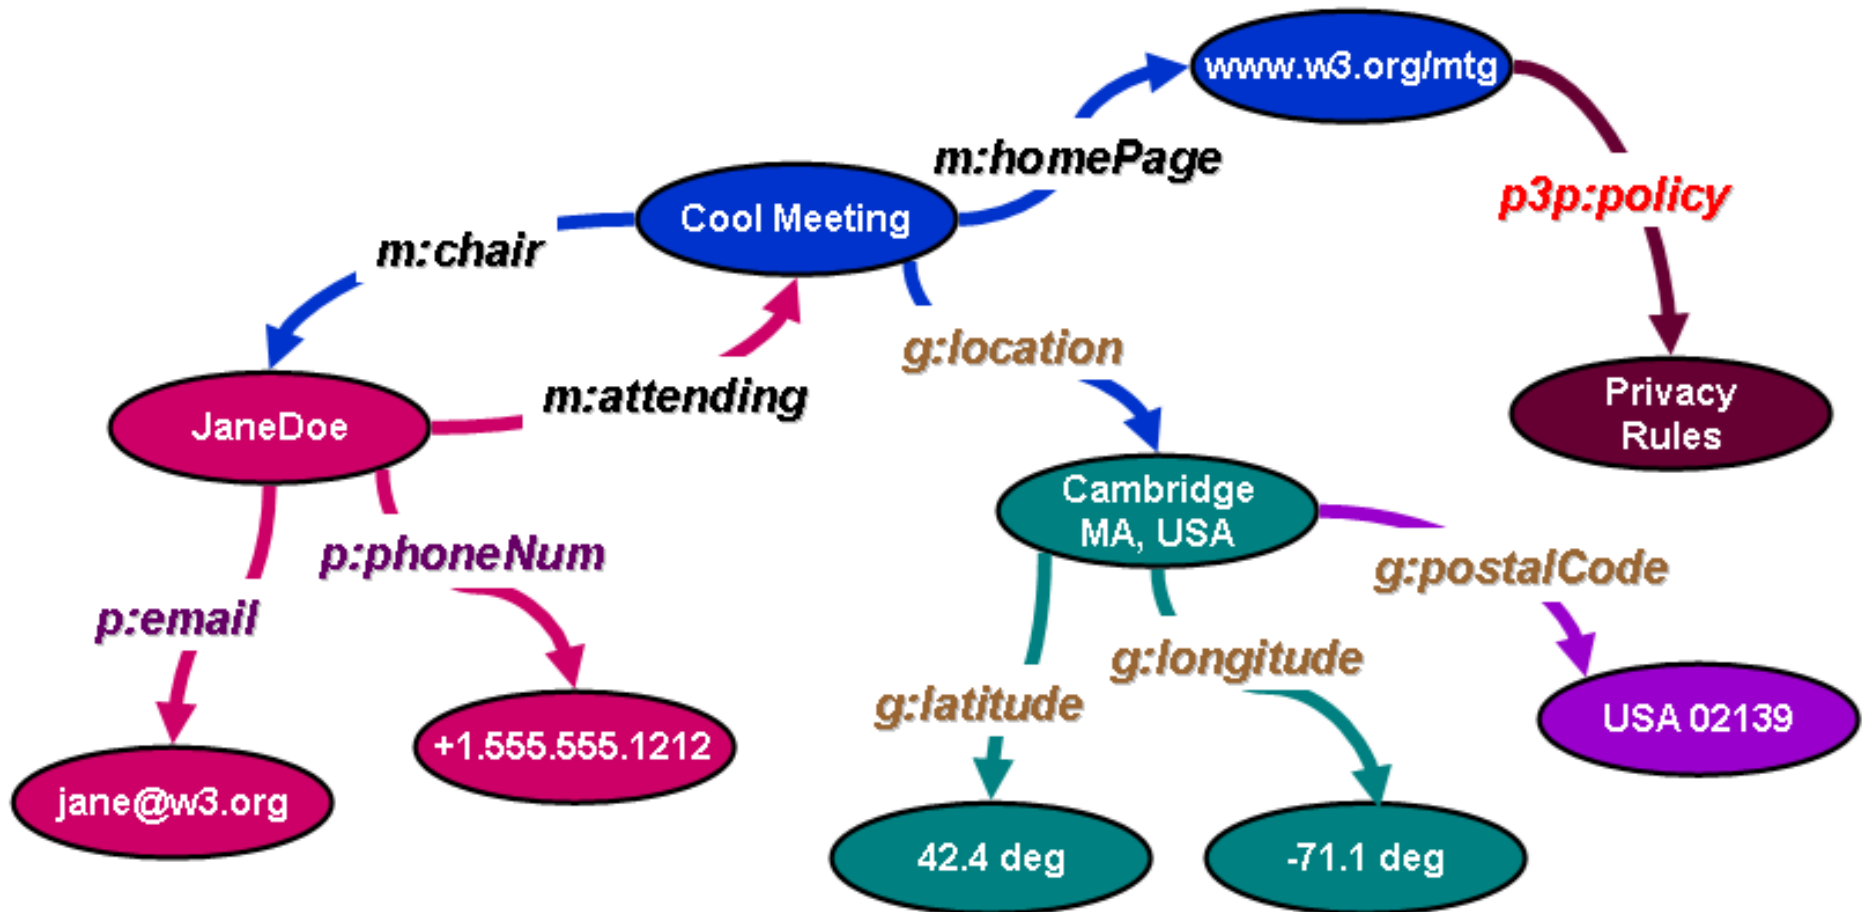 www.w3.org/mtg
m:homePage
p3p:policy
Cool Meeting
m:chair
g:location
m:attending
JaneDoe
Privacy
Rules
Cambridge
MA, USA
p:phoneNum
g:postalCode
p:email
g:longitude
g:latitude
USA 02139
+1.555.555.1212
jane@w3.org
42.4 deg
-71.1 deg